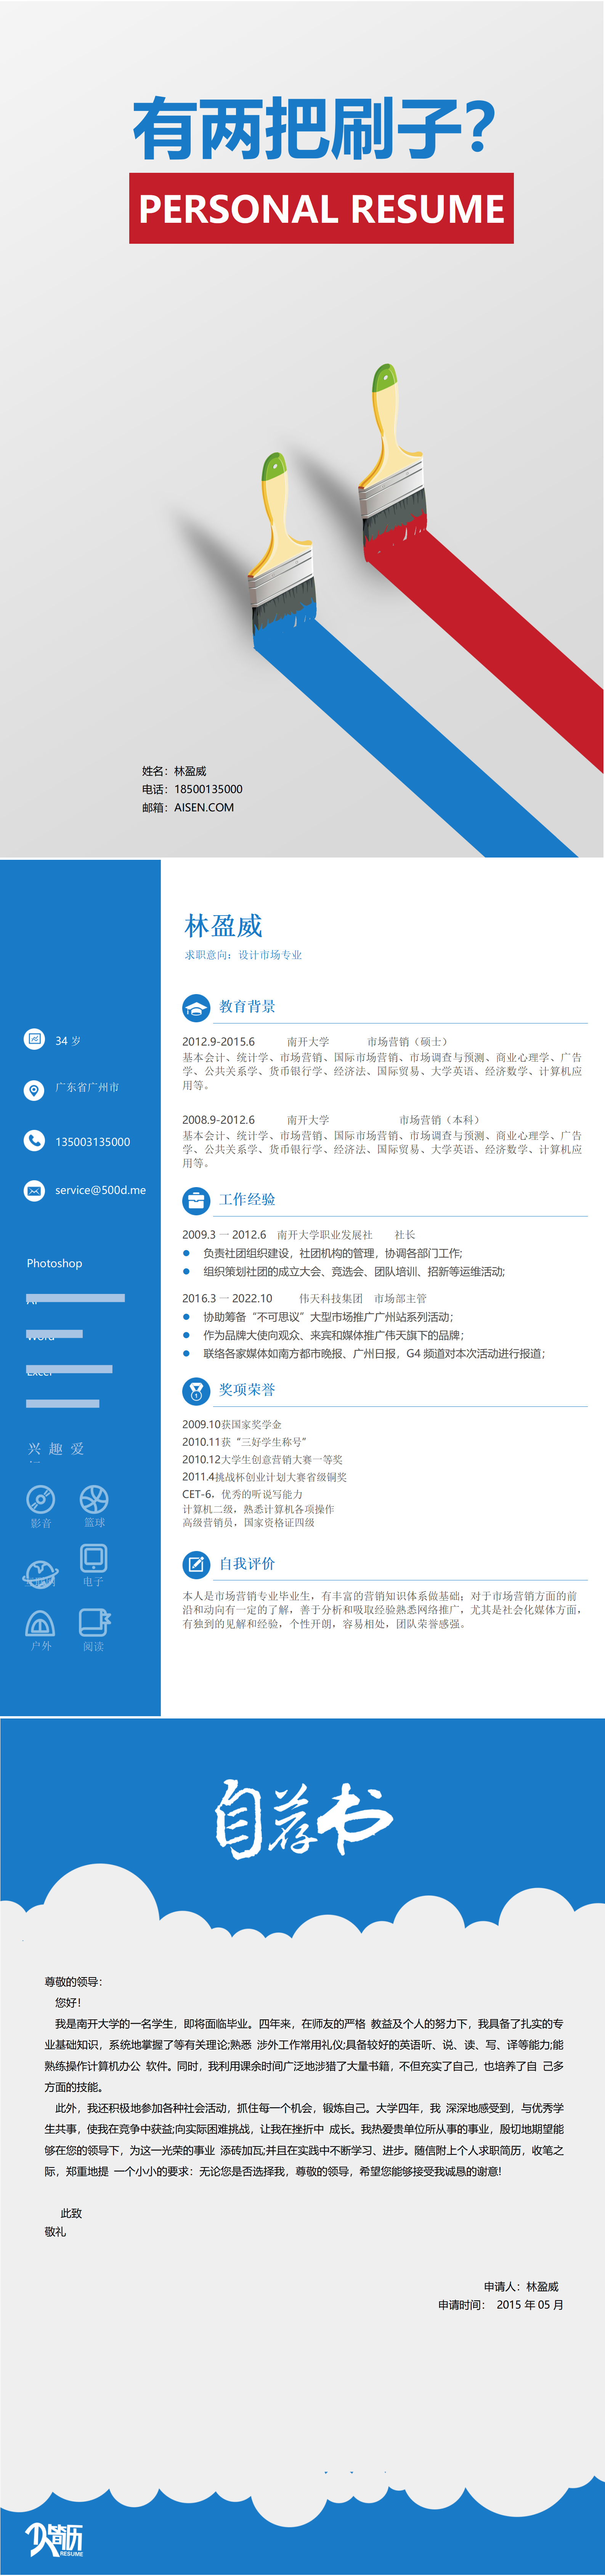 有两把刷子?
PERSONAL RESUME
姓名：林盈威
电话：18500135000
邮箱：AISEN.COM
林盈威
求职意向：设计市场专业
34 岁
广东省广州市
135003135000
service@500d.me
Photoshop
Word
Excel
兴 趣 爱
影音
篮球
电子
户外
阅读
教育背景
2012.9-2015.6 南开大学 市场营销（硕士）
基本会计、统计学、市场营销、国际市场营销、市场调查与预测、商业心理学、广告
学、公共关系学、货币银行学、经济法、国际贸易、大学英语、经济数学、计算机应
用等。
2008.9-2012.6 南开大学 市场营销（本科）
基本会计、统计学、市场营销、国际市场营销、市场调查与预测、商业心理学、广告
学、公共关系学、货币银行学、经济法、国际贸易、大学英语、经济数学、计算机应
用等。
工作经验
2009.3 一 2012.6 南开大学职业发展社 社长
● 负责社团组织建设，社团机构的管理，协调各部门工作;
● 组织策划社团的成立大会、竞选会、团队培训、招新等运维活动;
2016.3 一 2022.10 伟天科技集团 市场部主管
● 协助筹备“不可思议”大型市场推广广州站系列活动；
● 作为品牌大使向观众、来宾和媒体推广伟天旗下的品牌；
● 联络各家媒体如南方都市晚报、广州日报，G4 频道对本次活动进行报道；
奖项荣誉
2009.10获国家奖学金
2010.11获“三好学生称号”
2010.12大学生创意营销大赛一等奖
2011.4挑战杯创业计划大赛省级铜奖
CET-6，优秀的听说写能力
计算机二级，熟悉计算机各项操作
高级营销员，国家资格证四级
自我评价
本人是市场营销专业毕业生，有丰富的营销知识体系做基础；对于市场营销方面的前
沿和动向有一定的了解，善于分析和吸取经验熟悉网络推广，尤其是社会化媒体方面，
有独到的见解和经验，个性开朗，容易相处，团队荣誉感强。
自荐书
尊敬的领导：
您好！
我是南开大学的一名学生，即将面临毕业。四年来，在师友的严格 教益及个人的努力下，我具备了扎实的专
业基础知识，系统地掌握了等有关理论;熟悉 涉外工作常用礼仪;具备较好的英语听、说、读、写、译等能力;能
熟练操作计算机办公 软件。同时，我利用课余时间广泛地涉猎了大量书籍，不但充实了自己，也培养了自 己多
方面的技能。
此外，我还积极地参加各种社会活动，抓住每一个机会，锻炼自己。大学四年，我 深深地感受到，与优秀学
生共事，使我在竞争中获益;向实际困难挑战，让我在挫折中 成长。我热爱贵单位所从事的事业，殷切地期望能
够在您的领导下，为这一光荣的事业 添砖加瓦;并且在实践中不断学习、进步。随信附上个人求职简历，收笔之
际，郑重地提 一个小小的要求：无论您是否选择我，尊敬的领导，希望您能够接受我诚恳的谢意!
此致
敬礼
申请人：林盈威
申请时间： 2015 年 05 月
RESUME